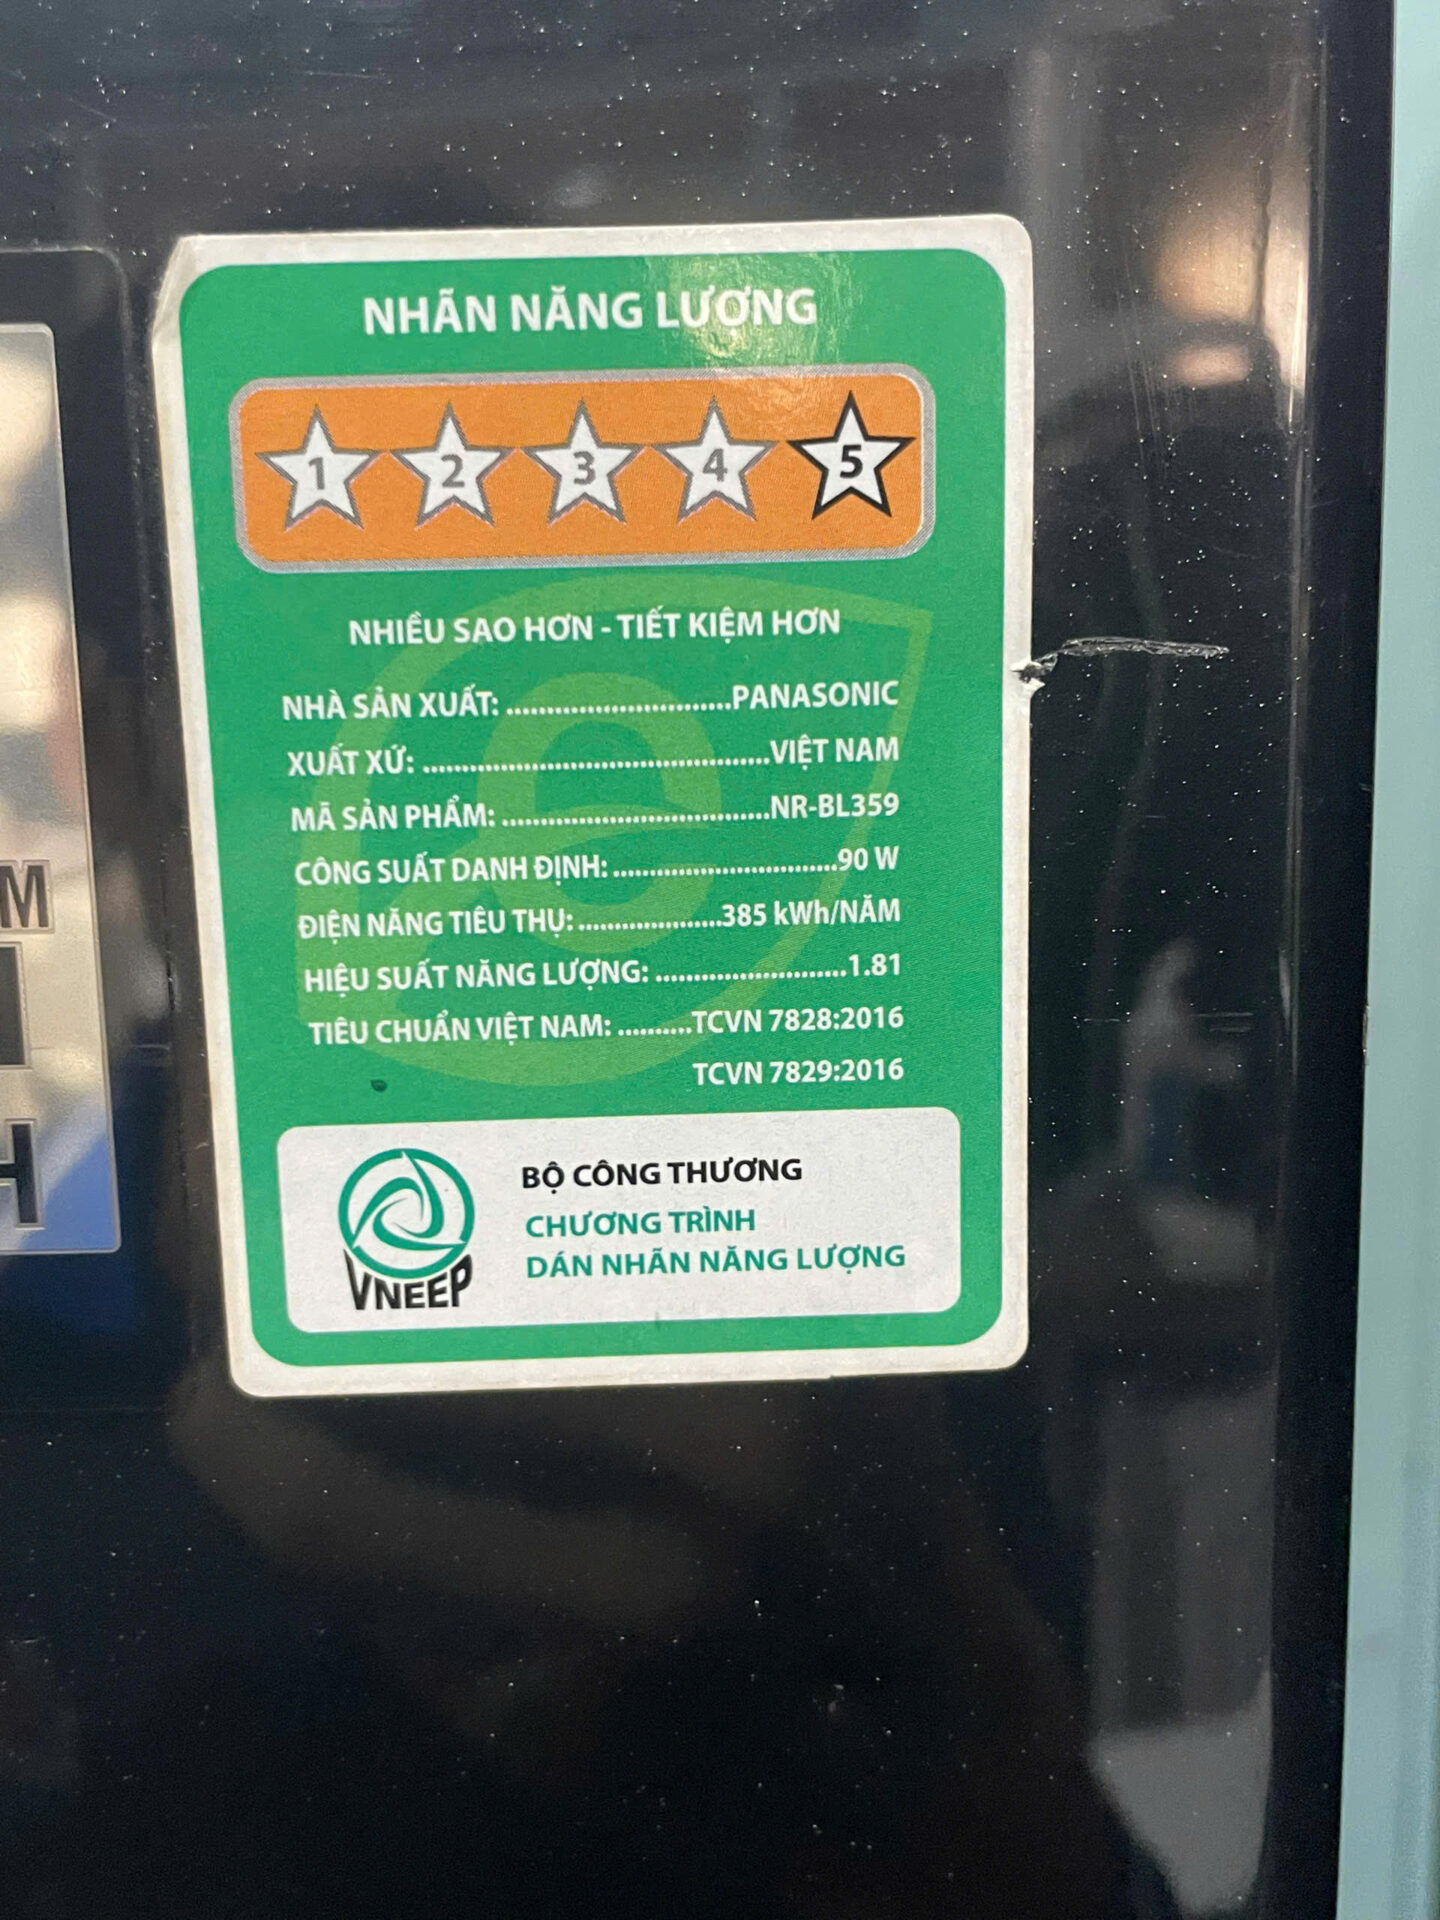 NHÃN NĂNG LƯỢNG
1 2 3 4 5
NHIỀU SAO HƠN - TIẾT KIỆM HƠN
NHÀ SẢN XUẤT: ............................PANASONIC
XUẤT XỨ: ...........................................VIỆT NAM
MÃ SẢN PHẨM: .................................NR-BL359
CÔNG SUẤT DANH ĐỊNH: ............................90 W
ĐIỆN NĂNG TIÊU THỤ: ..................385 kWh/NĂM
HIỆU SUẤT NĂNG LƯỢNG: ........................1.81
TIÊU CHUẨN VIỆT NAM: ..........TCVN 7828:2016
TCVN 7829:2016
BỘ CÔNG THƯƠNG
CHƯƠNG TRÌNH
DÁN NHÃN NĂNG LƯỢNG
VNEEP
M
H